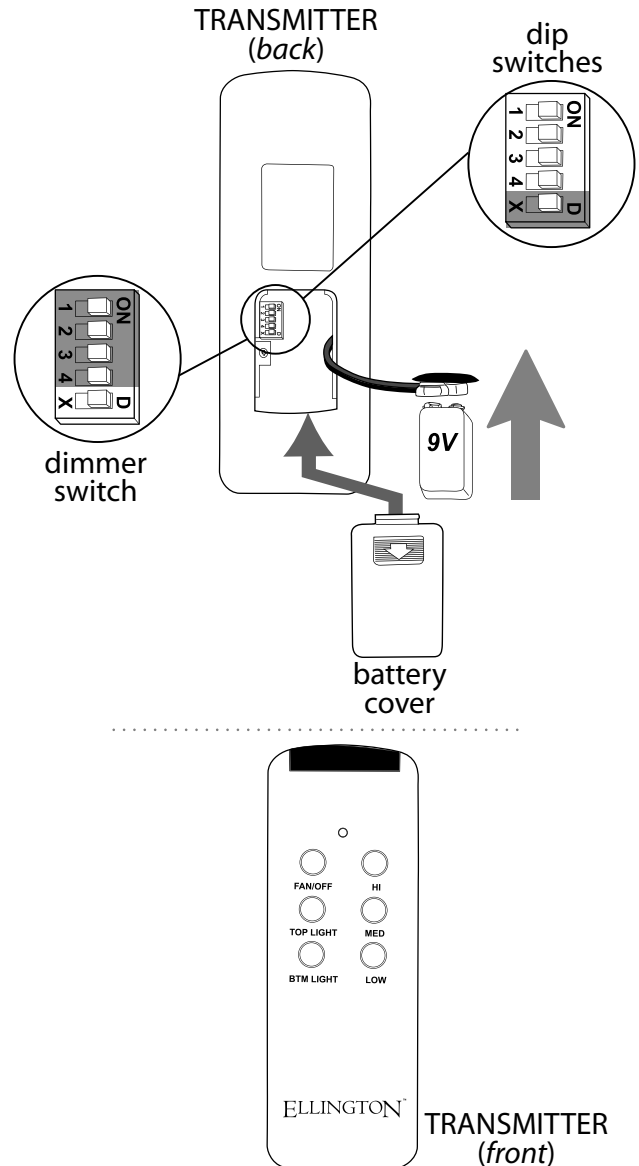 TRANSMITTER
(back)
dip
switches
ON
1
2
3
4
X D
ON
1
2
3
4
X D
dimmer
switch
9V
battery
cover
FAN/OFF HI
TOP LIGHT MED
BTM LIGHT LOW
ELLINGTON™
TRANSMITTER
(front)